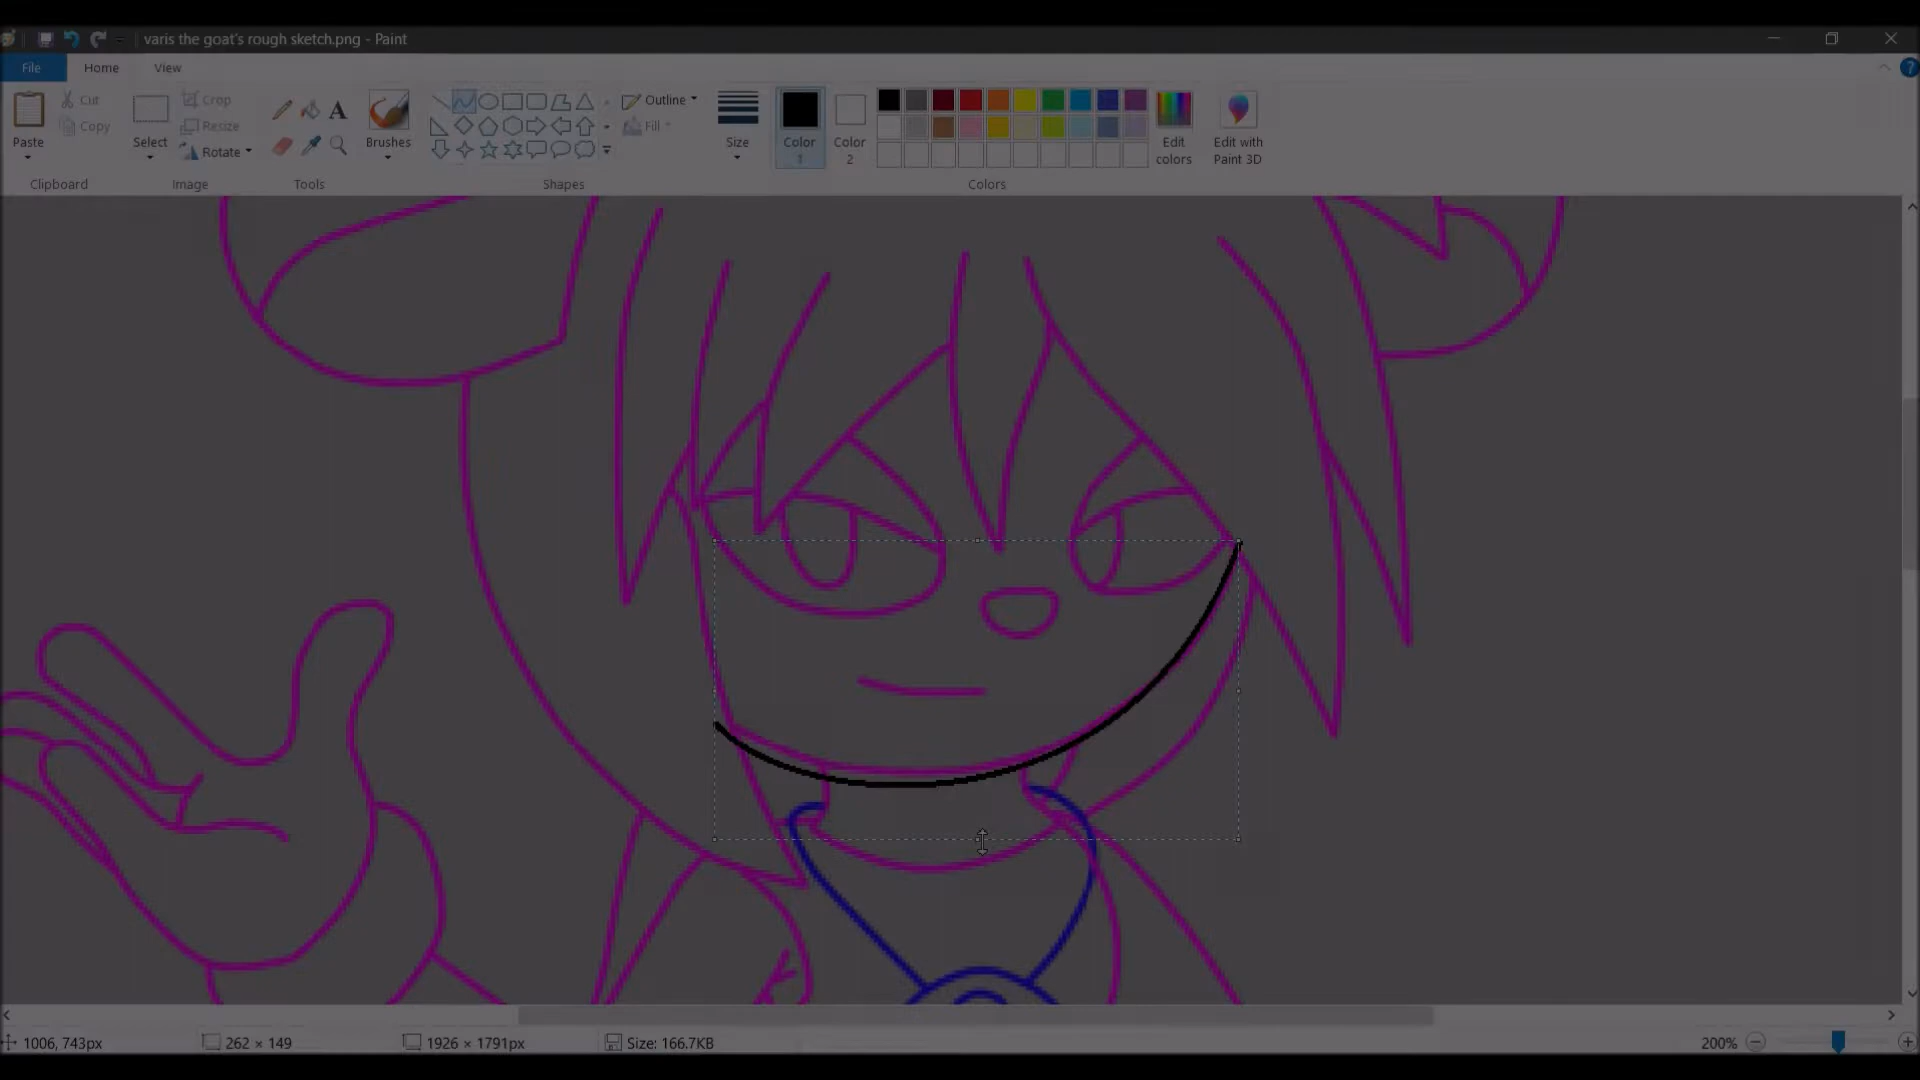 varis the goat's rough sketch.png - Paint
File Home View
Paste
Cut
Copy
Clipboard
Select
Crop
Resize
Rotate
Image
A
Tools
Brushes
Outline
Fill
Shapes
Size
Color
1
Color
2
Edit
colors
Edit with
Paint 3D
Colors
?
1006, 743px
262 × 149
1926 × 1791px
Size: 166.7KB
200%